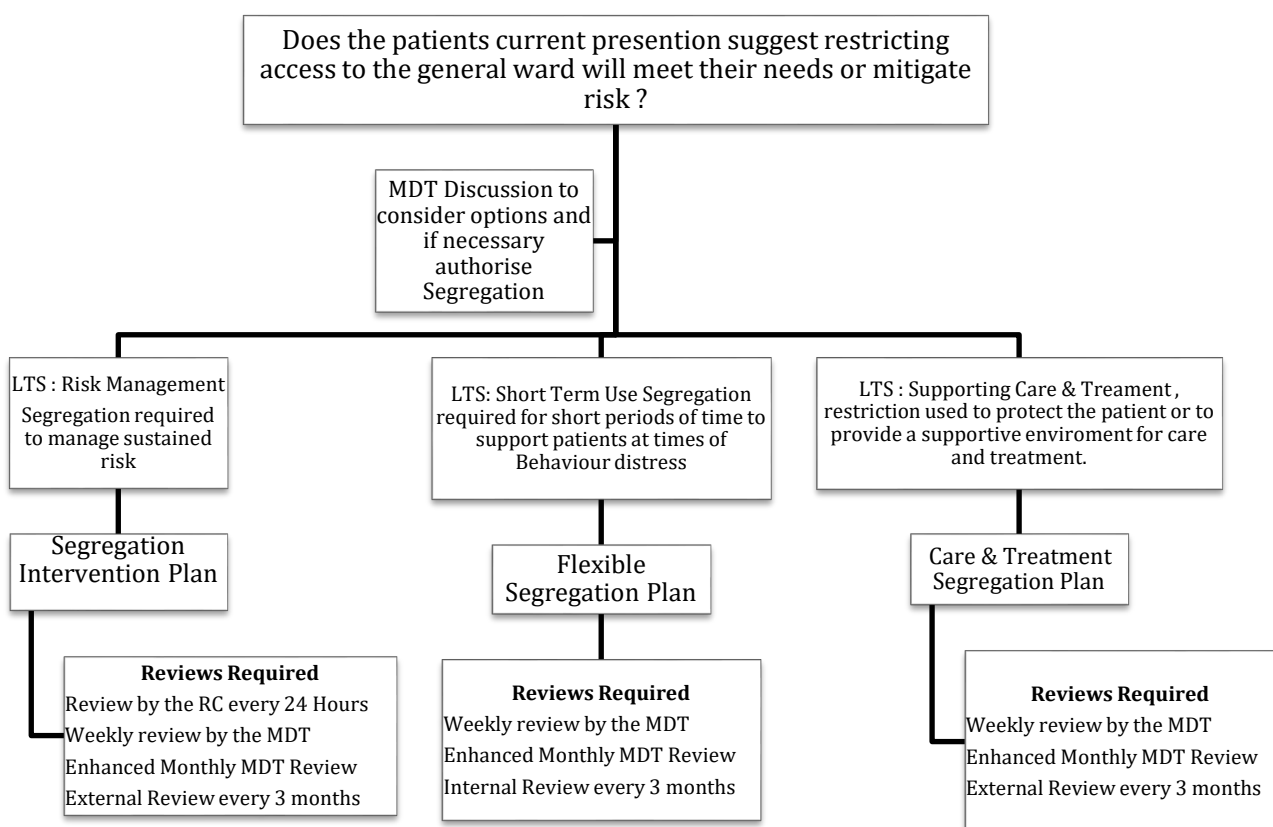 Does the patients current presention suggest restricting
access to the general ward will meet their needs or mitigate
risk ?
MDT Discussion to
consider options and
if necessary
authorise
Segregation
LTS : Risk Management
Segregation required
to manage sustained
risk
Segregation
Intervention Plan
Reviews Required
Review by the RC every 24 Hours
Weekly review by the MDT
Enhanced Monthly MDT Review
External Review every 3 months
LTS: Short Term Use Segregation
required for short periods of time to
support patients at times of
Behaviour distress
Flexible
Segregation Plan
Reviews Required
Weekly review by the MDT
Enhanced Monthly MDT Review
Internal Review every 3 months
LTS : Supporting Care & Treament ,
restriction used to protect the patient or to
provide a supportive enviroment for care
and treatment.
Care & Treatment
Segregation Plan
Reviews Required
Weekly review by the MDT
Enhanced Monthly MDT Review
External Review every 3 months